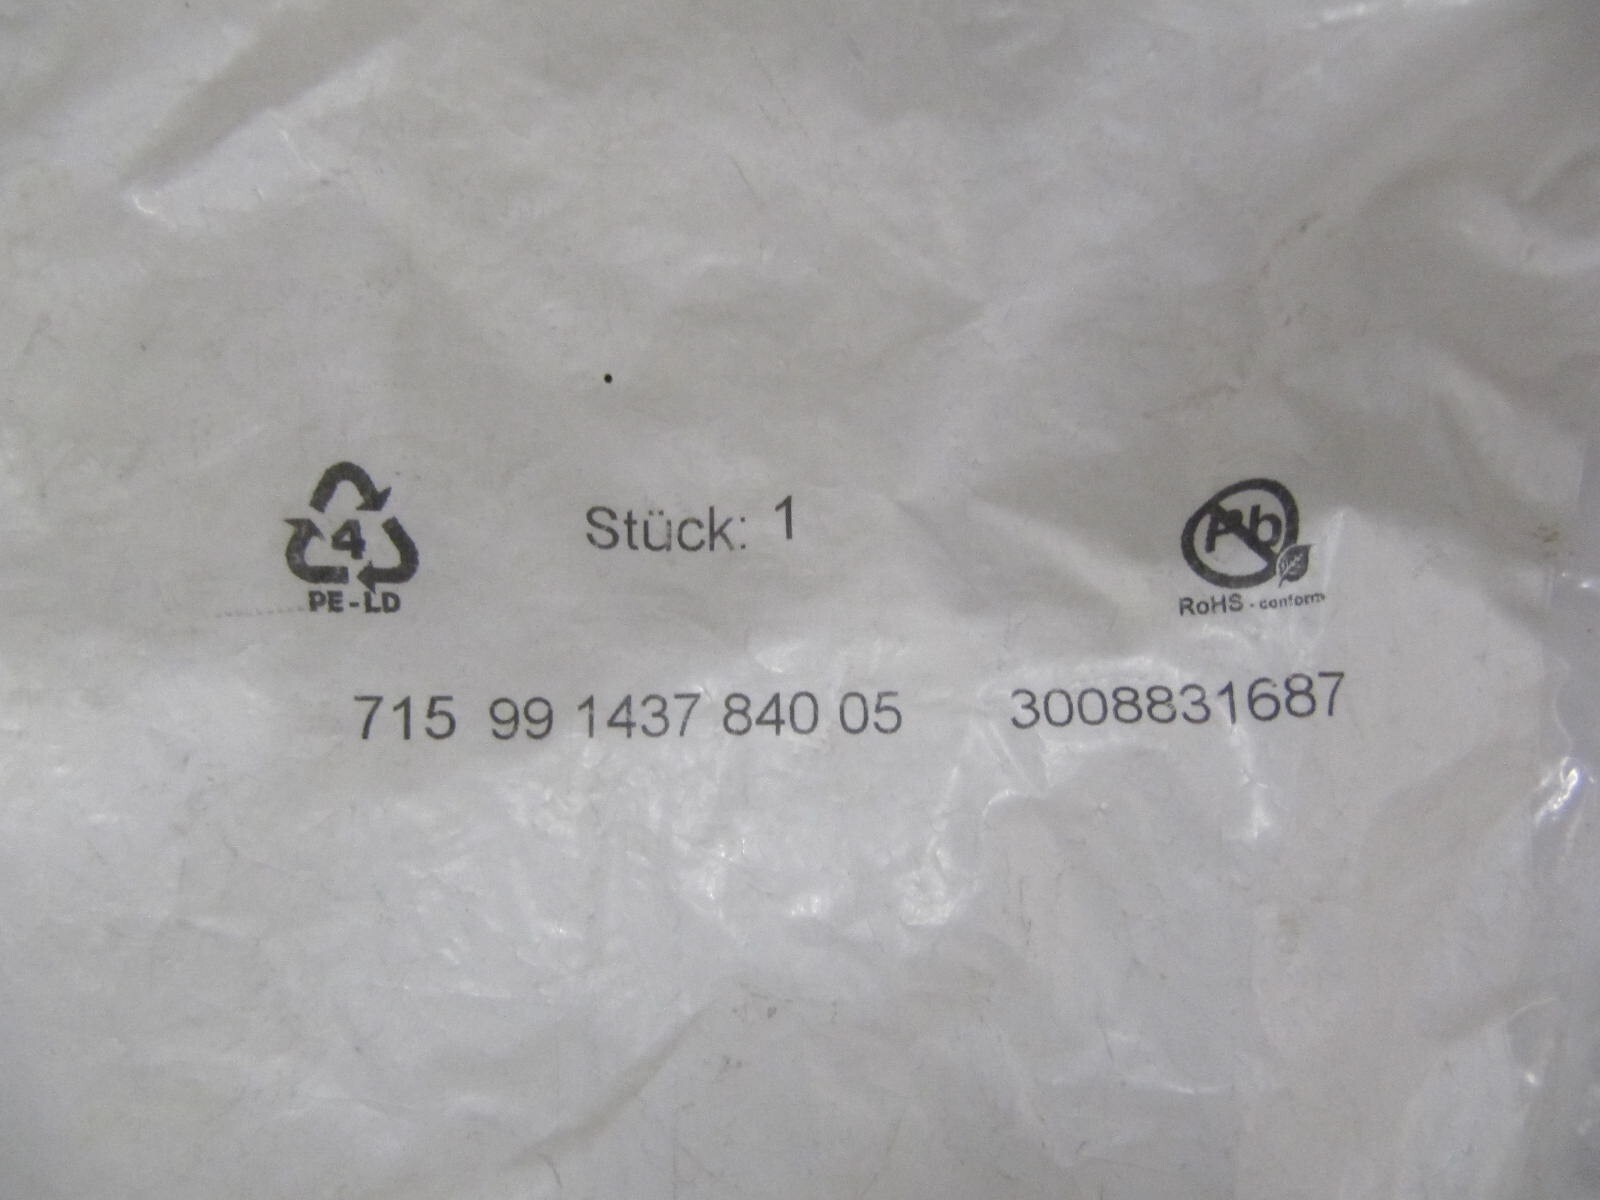 4
PE-LD
Stück: 1
Pb
RoHS - conform
715 99 1437 840 05 3008831687